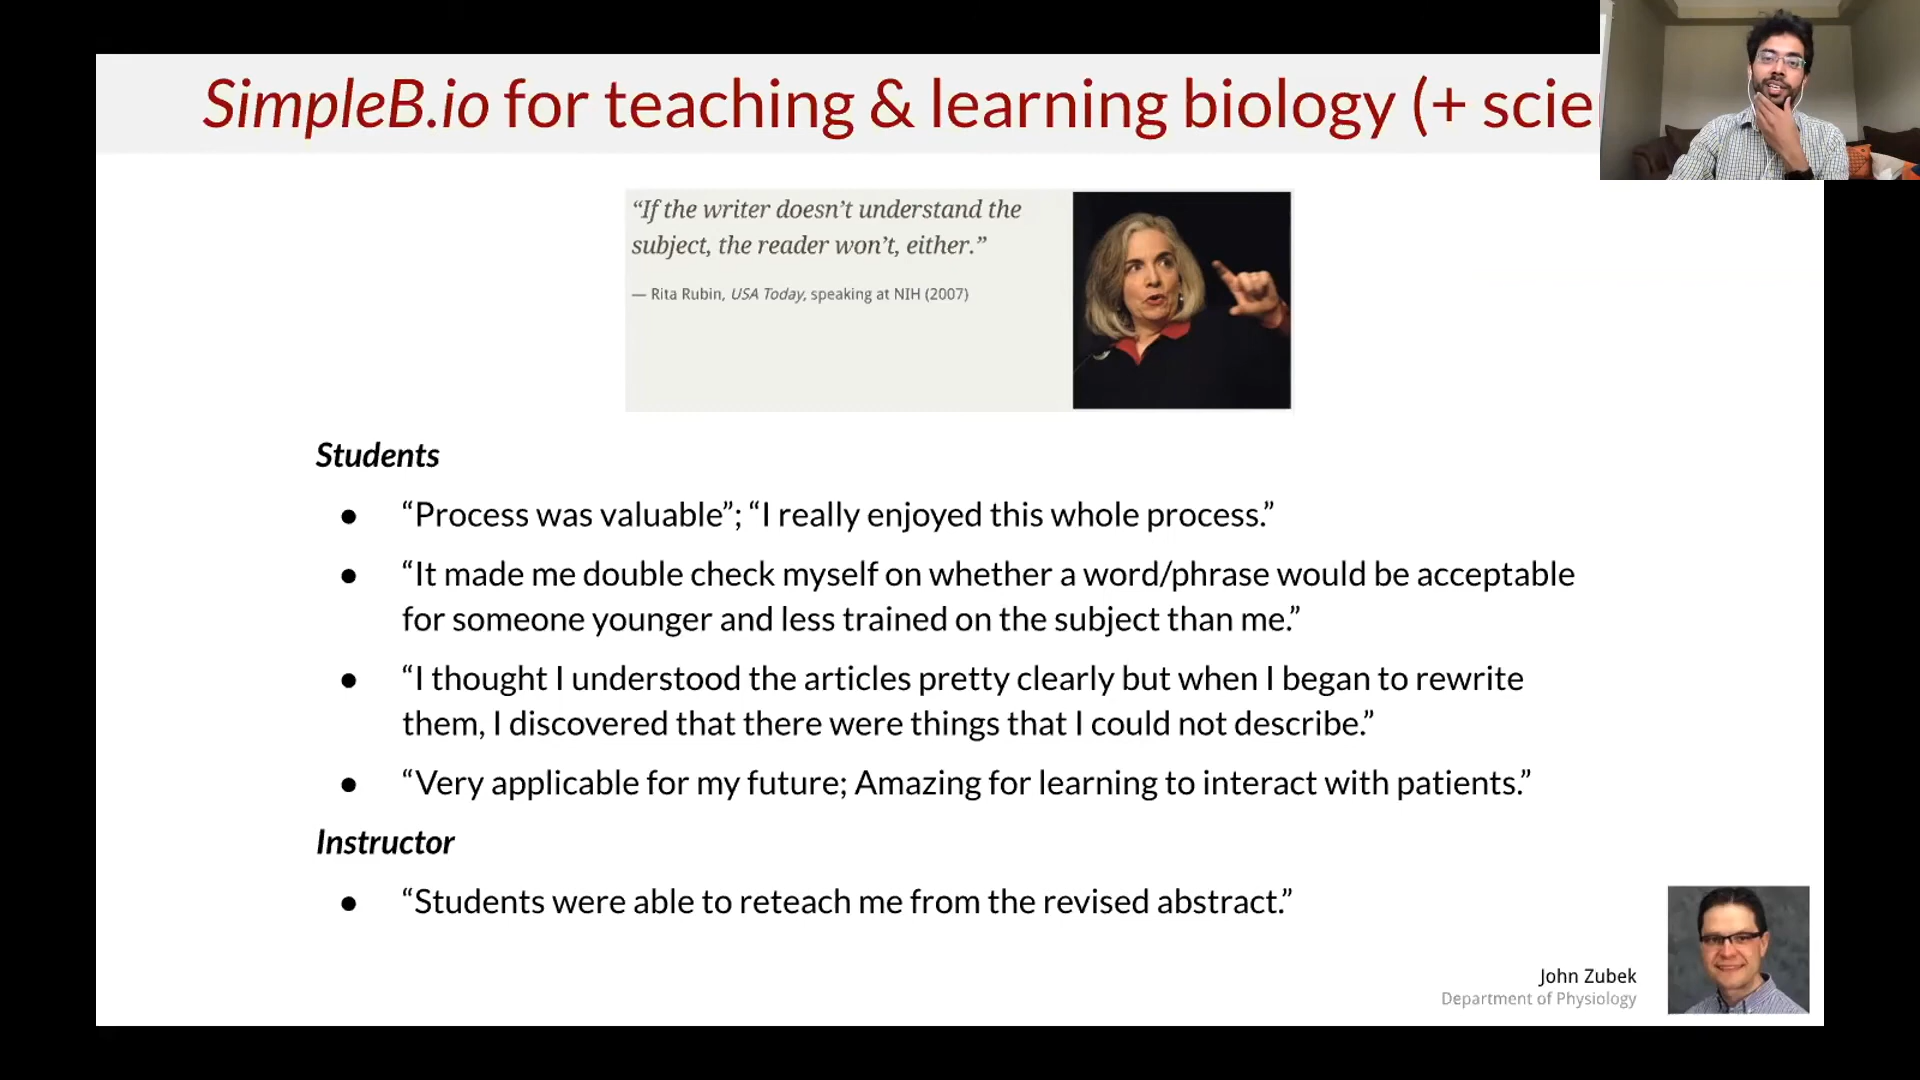 SimpleB.io for teaching & learning biology (+ scie
“If the writer doesn’t understand the
subject, the reader won’t, either.”
— Rita Rubin, USA Today, speaking at NIH (2007)
Students
● “Process was valuable”; “I really enjoyed this whole process.”
● “It made me double check myself on whether a word/phrase would be acceptable
for someone younger and less trained on the subject than me.”
● “I thought I understood the articles pretty clearly but when I began to rewrite
them, I discovered that there were things that I could not describe.”
● “Very applicable for my future; Amazing for learning to interact with patients.”
Instructor
● “Students were able to reteach me from the revised abstract.”
John Zubek
Department of Physiology